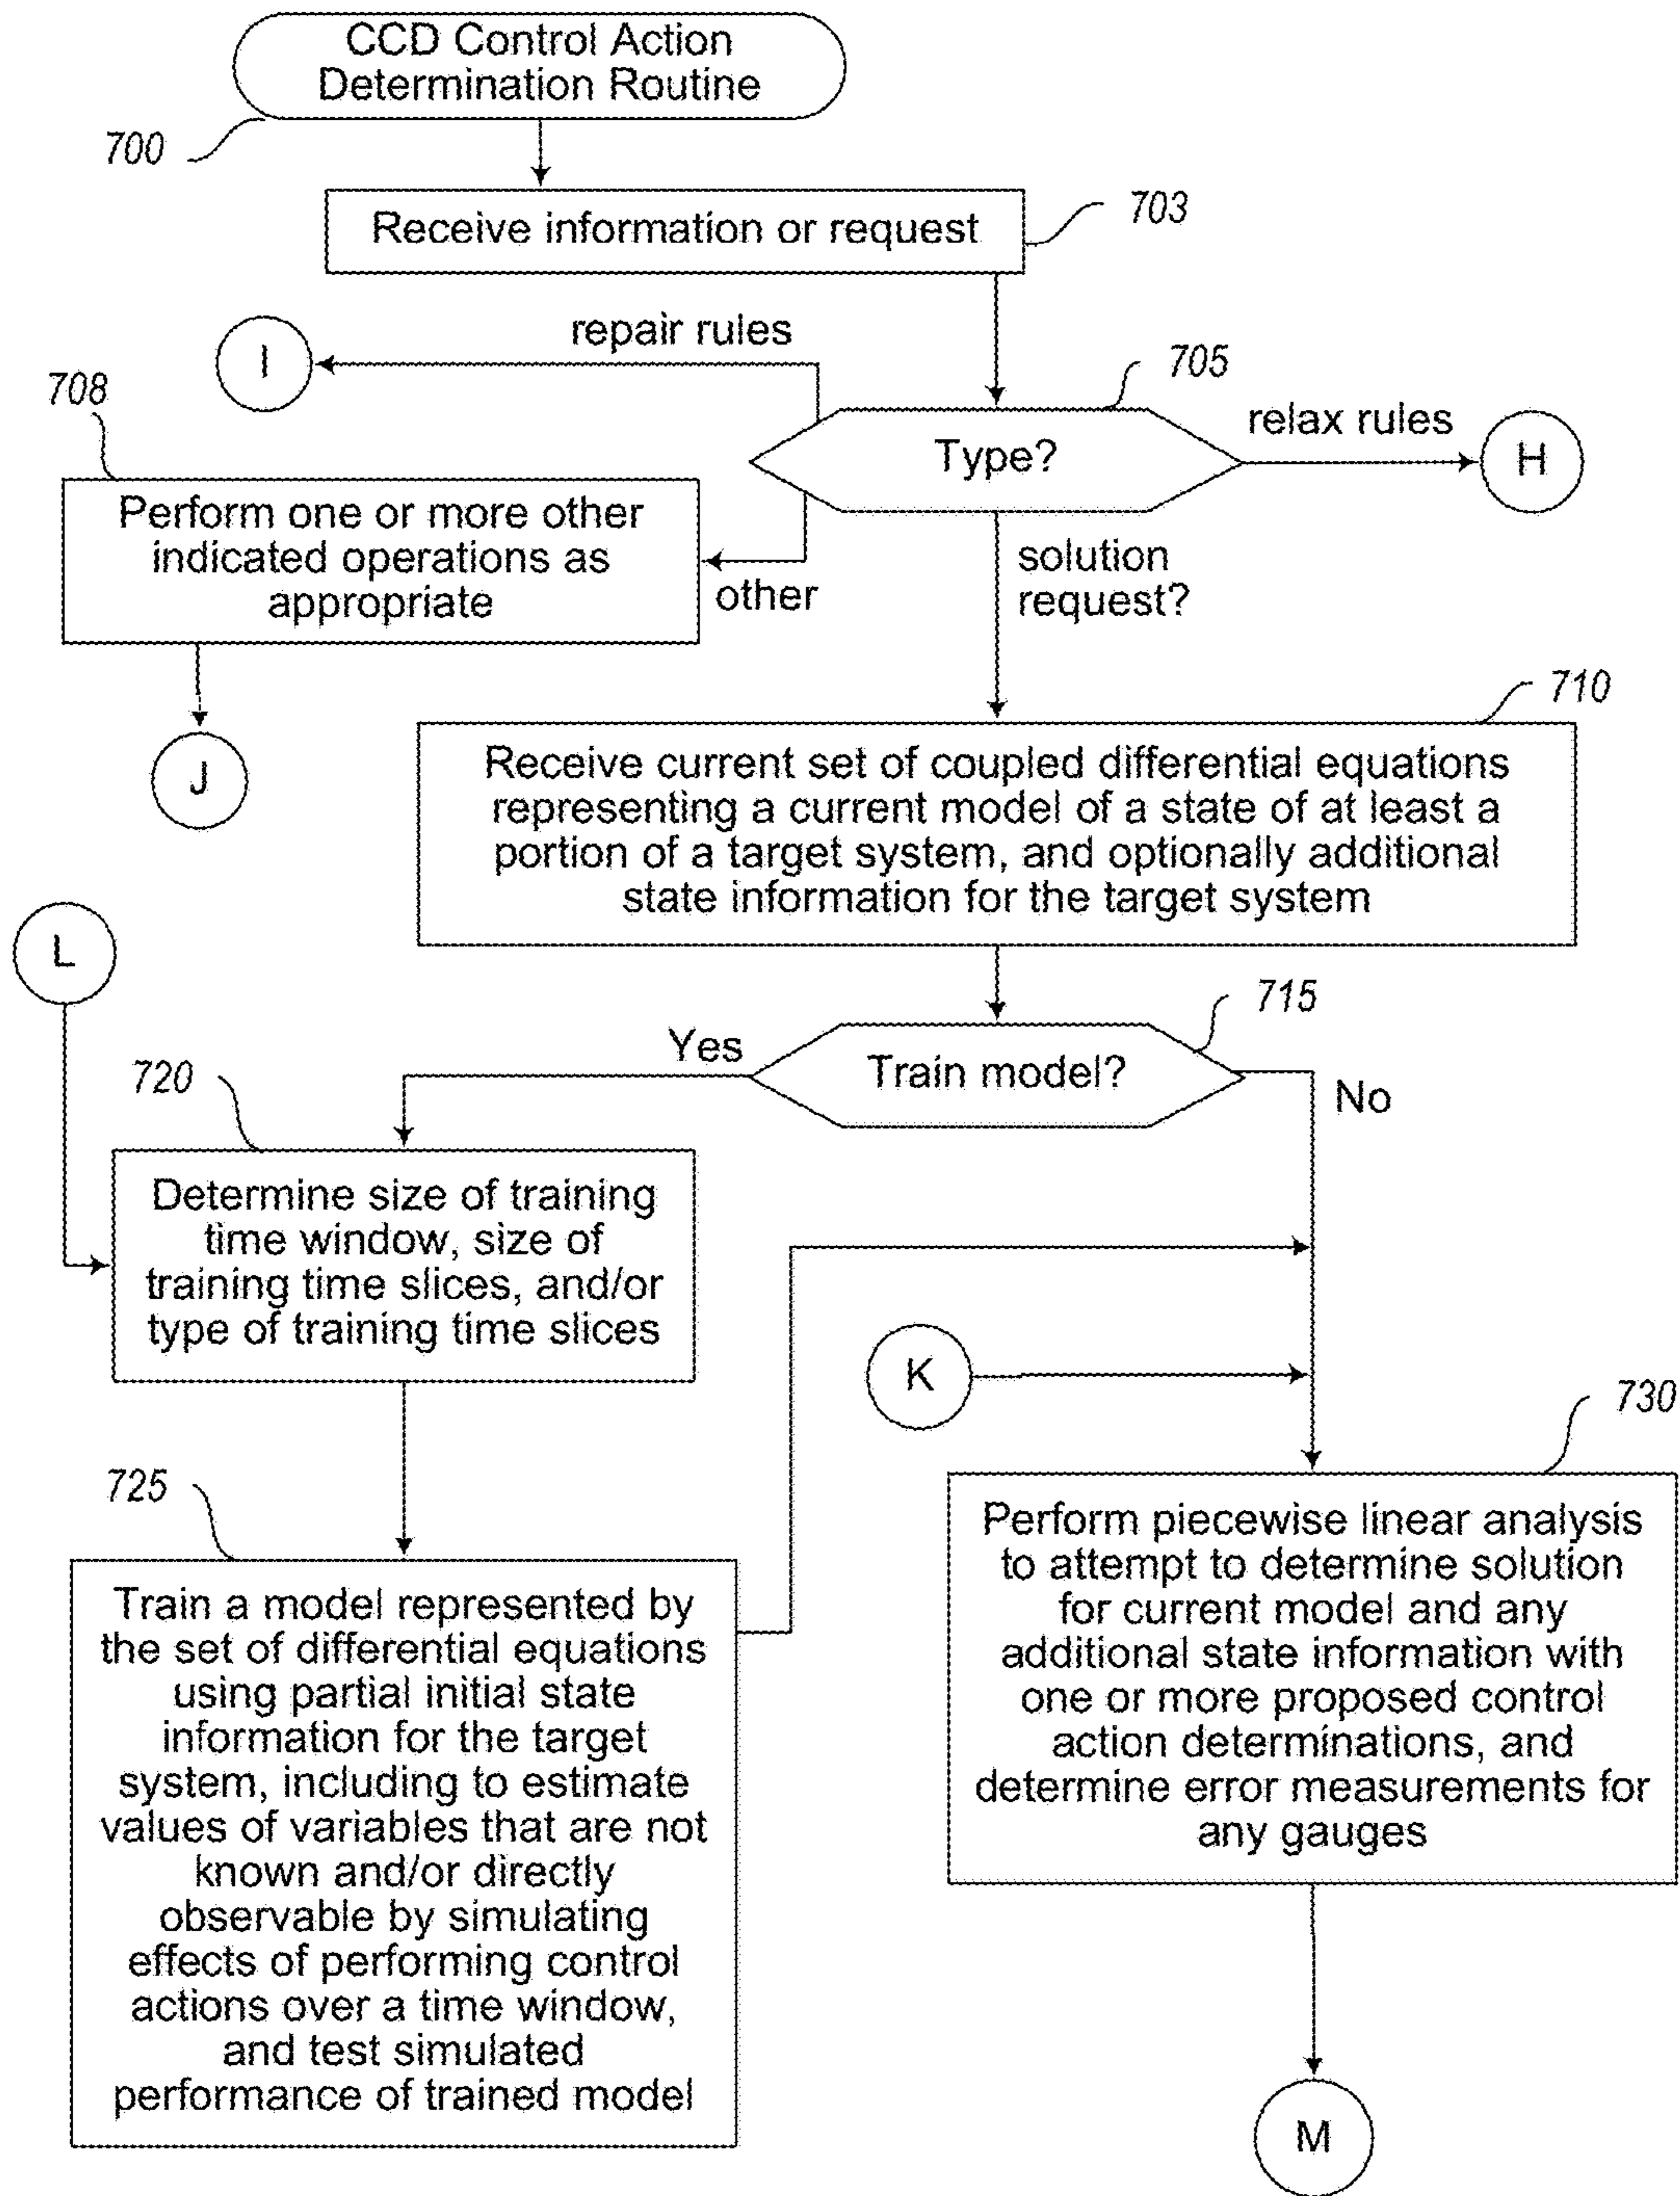 CCD Control Action
Determination Routine
700
Receive information or request
703
repair rules
I
705
708
Type?
relax rules
H
Perform one or more other
indicated operations as
appropriate
other
solution
request?
J
710
Receive current set of coupled differential equations
representing a current model of a state of at least a
portion of a target system, and optionally additional
state information for the target system
L
715
Train model?
Yes
No
720
Determine size of training
time window, size of
training time slices, and/or
type of training time slices
K
730
725
Train a model represented by
the set of differential equations
using partial initial state
information for the target
system, including to estimate
values of variables that are not
known and/or directly
observable by simulating
effects of performing control
actions over a time window,
and test simulated
performance of trained model
Perform piecewise linear analysis
to attempt to determine solution
for current model and any
additional state information with
one or more proposed control
action determinations, and
determine error measurements for
any gauges
M